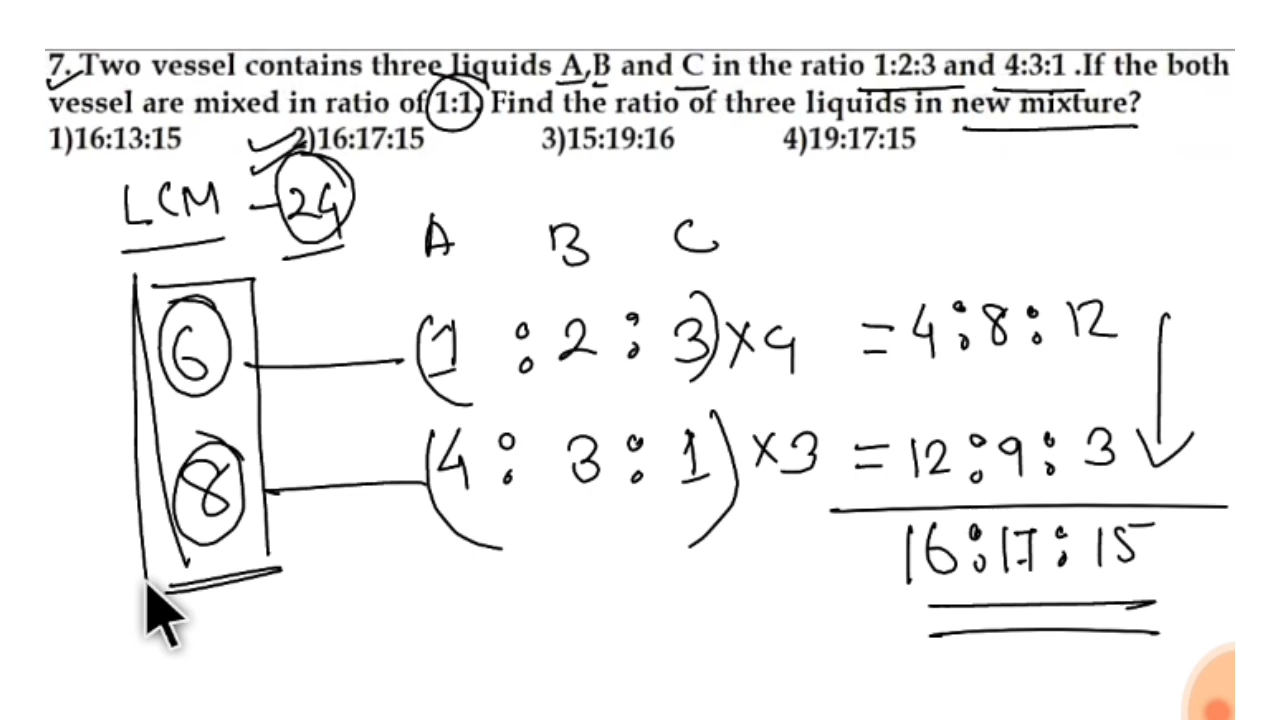 7. Two vessel contains three liquids A,B and C in the ratio 1:2:3 and 4:3:1 .If the both
vessel are mixed in ratio of 1:1. Find the ratio of three liquids in new mixture?
1)16:13:15 2)16:17:15 3)15:19:16 4)19:17:15
LCM - 24
A B C
6 (1 : 2 : 3) × 4 = 4 : 8 : 12
8 (4 : 3 : 1) × 3 = 12 : 9 : 3
16 : 17 : 15